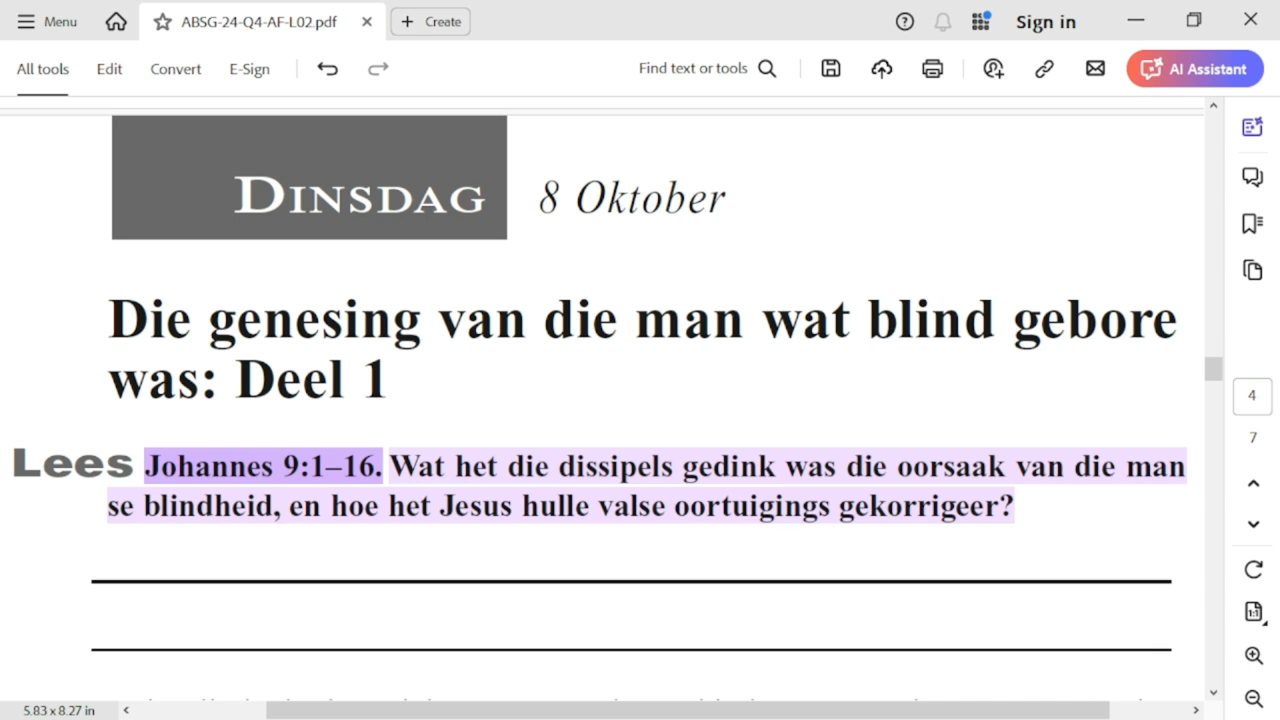 Menu
ABSG-24-Q4-AF-L02.pdf
Create
Sign in
All tools
Edit
Convert
E-Sign
Find text or tools
AI Assistant
DINSDAG
8 Oktober
Die genesing van die man wat blind gebore
was: Deel 1
Lees Johannes 9:1–16. Wat het die dissipels gedink was die oorsaak van die man
se blindheid, en hoe het Jesus hulle valse oortuigings gekorrigeer?
4
7
5.83 x 8.27 in